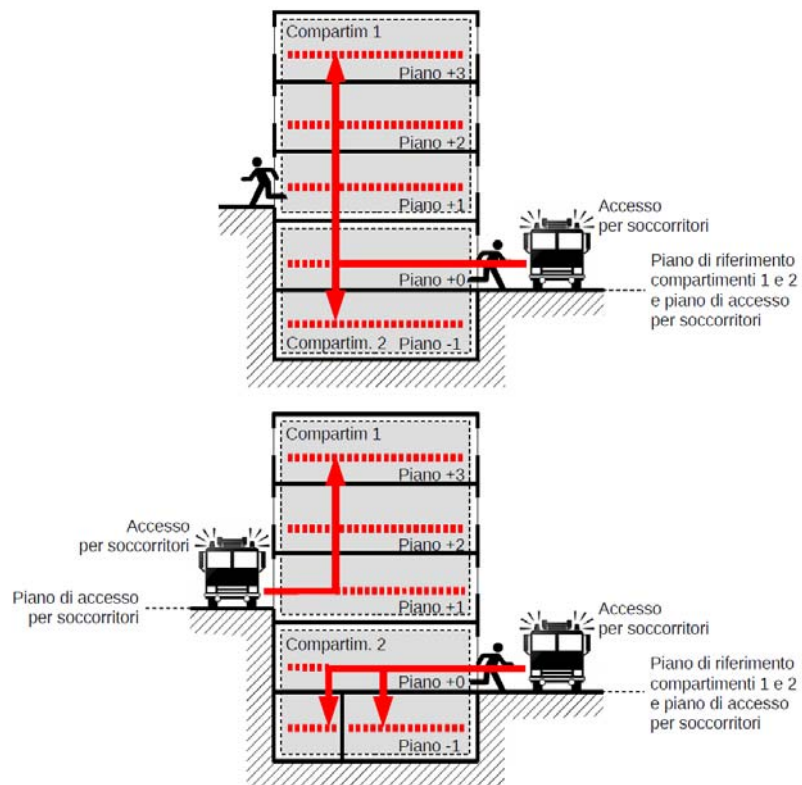 Compartim 1
Piano +3
Piano +2
Piano +1
Accesso
per soccorritori
Piano +0
Piano di riferimento
compartimenti 1 e 2
e piano di accesso
per soccorritori
Compartim. 2 Piano -1
Compartim 1
Piano +3
Accesso
per soccorritori
Piano +2
Piano di accesso
per soccorritori
Piano +1
Accesso
per soccorritori
Compartim. 2
Piano +0
Piano di riferimento
compartimenti 1 e 2
e piano di accesso
per soccorritori
Piano -1